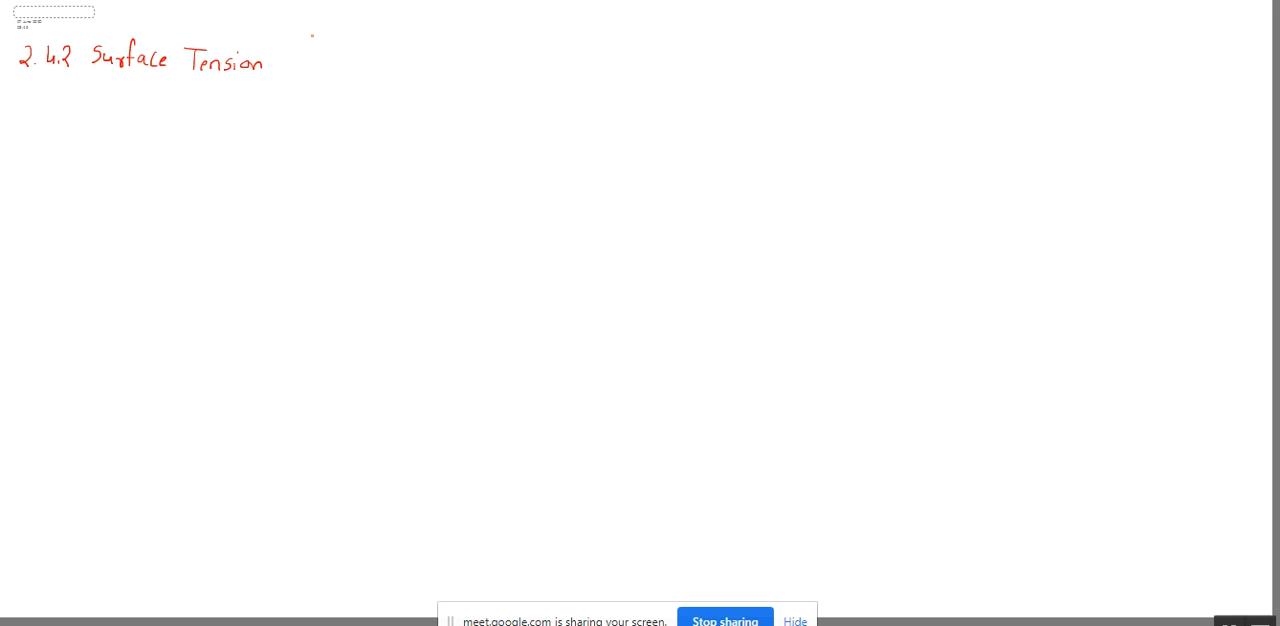 2.4.2 Surface Tension
meet.google.com is sharing your screen.
Stop sharing
Hide